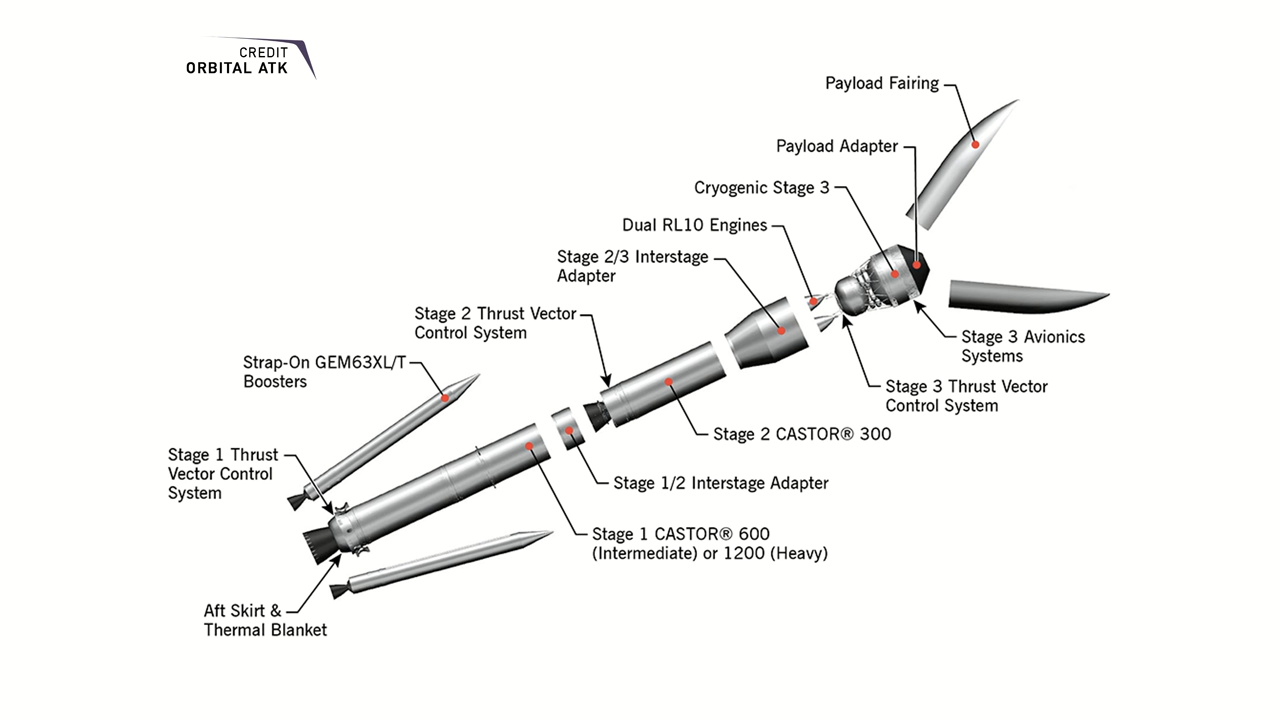 CREDIT
ORBITAL ATK
Payload Fairing
Payload Adapter
Cryogenic Stage 3
Dual RL10 Engines
Stage 2/3 Interstage
Adapter
Stage 2 Thrust Vector
Control System
Strap-On GEM63XL/T
Boosters
Stage 1 Thrust
Vector Control
System
Aft Skirt &
Thermal Blanket
Stage 3 Avionics
Systems
Stage 3 Thrust Vector
Control System
Stage 2 CASTOR® 300
Stage 1/2 Interstage Adapter
Stage 1 CASTOR® 600
(Intermediate) or 1200 (Heavy)